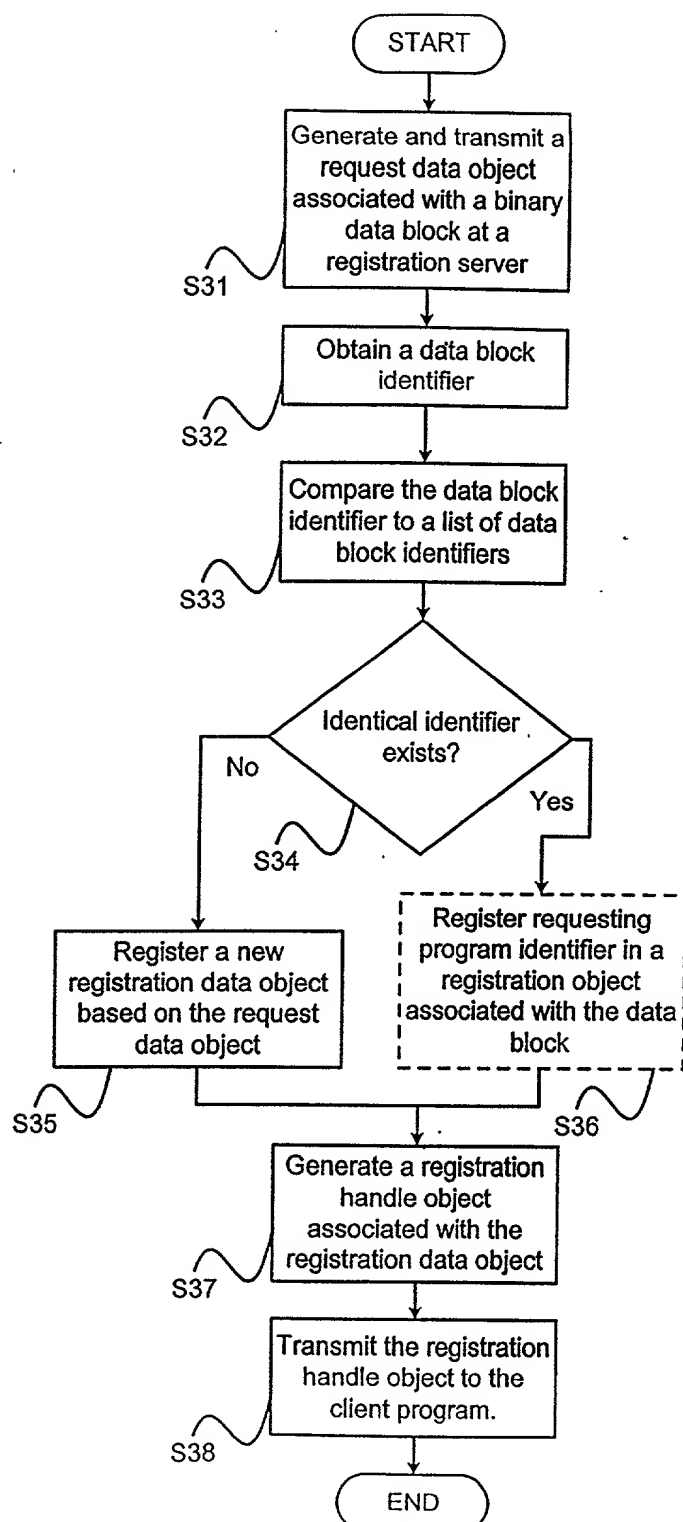 START
Generate and transmit a
request data object
associated with a binary
data block at a
registration server
S31
Obtain a data block
identifier
S32
Compare the data block
identifier to a list of data
block identifiers
S33
Identical identifier
exists?
No
Yes
S34
Register a new
registration data object
based on the request
data object
S35
Register requesting
program identifier in a
registration object
associated with the data
block
S36
Generate a registration
handle object
associated with the
registration data object
S37
Transmit the registration
handle object to the
client program.
S38
END